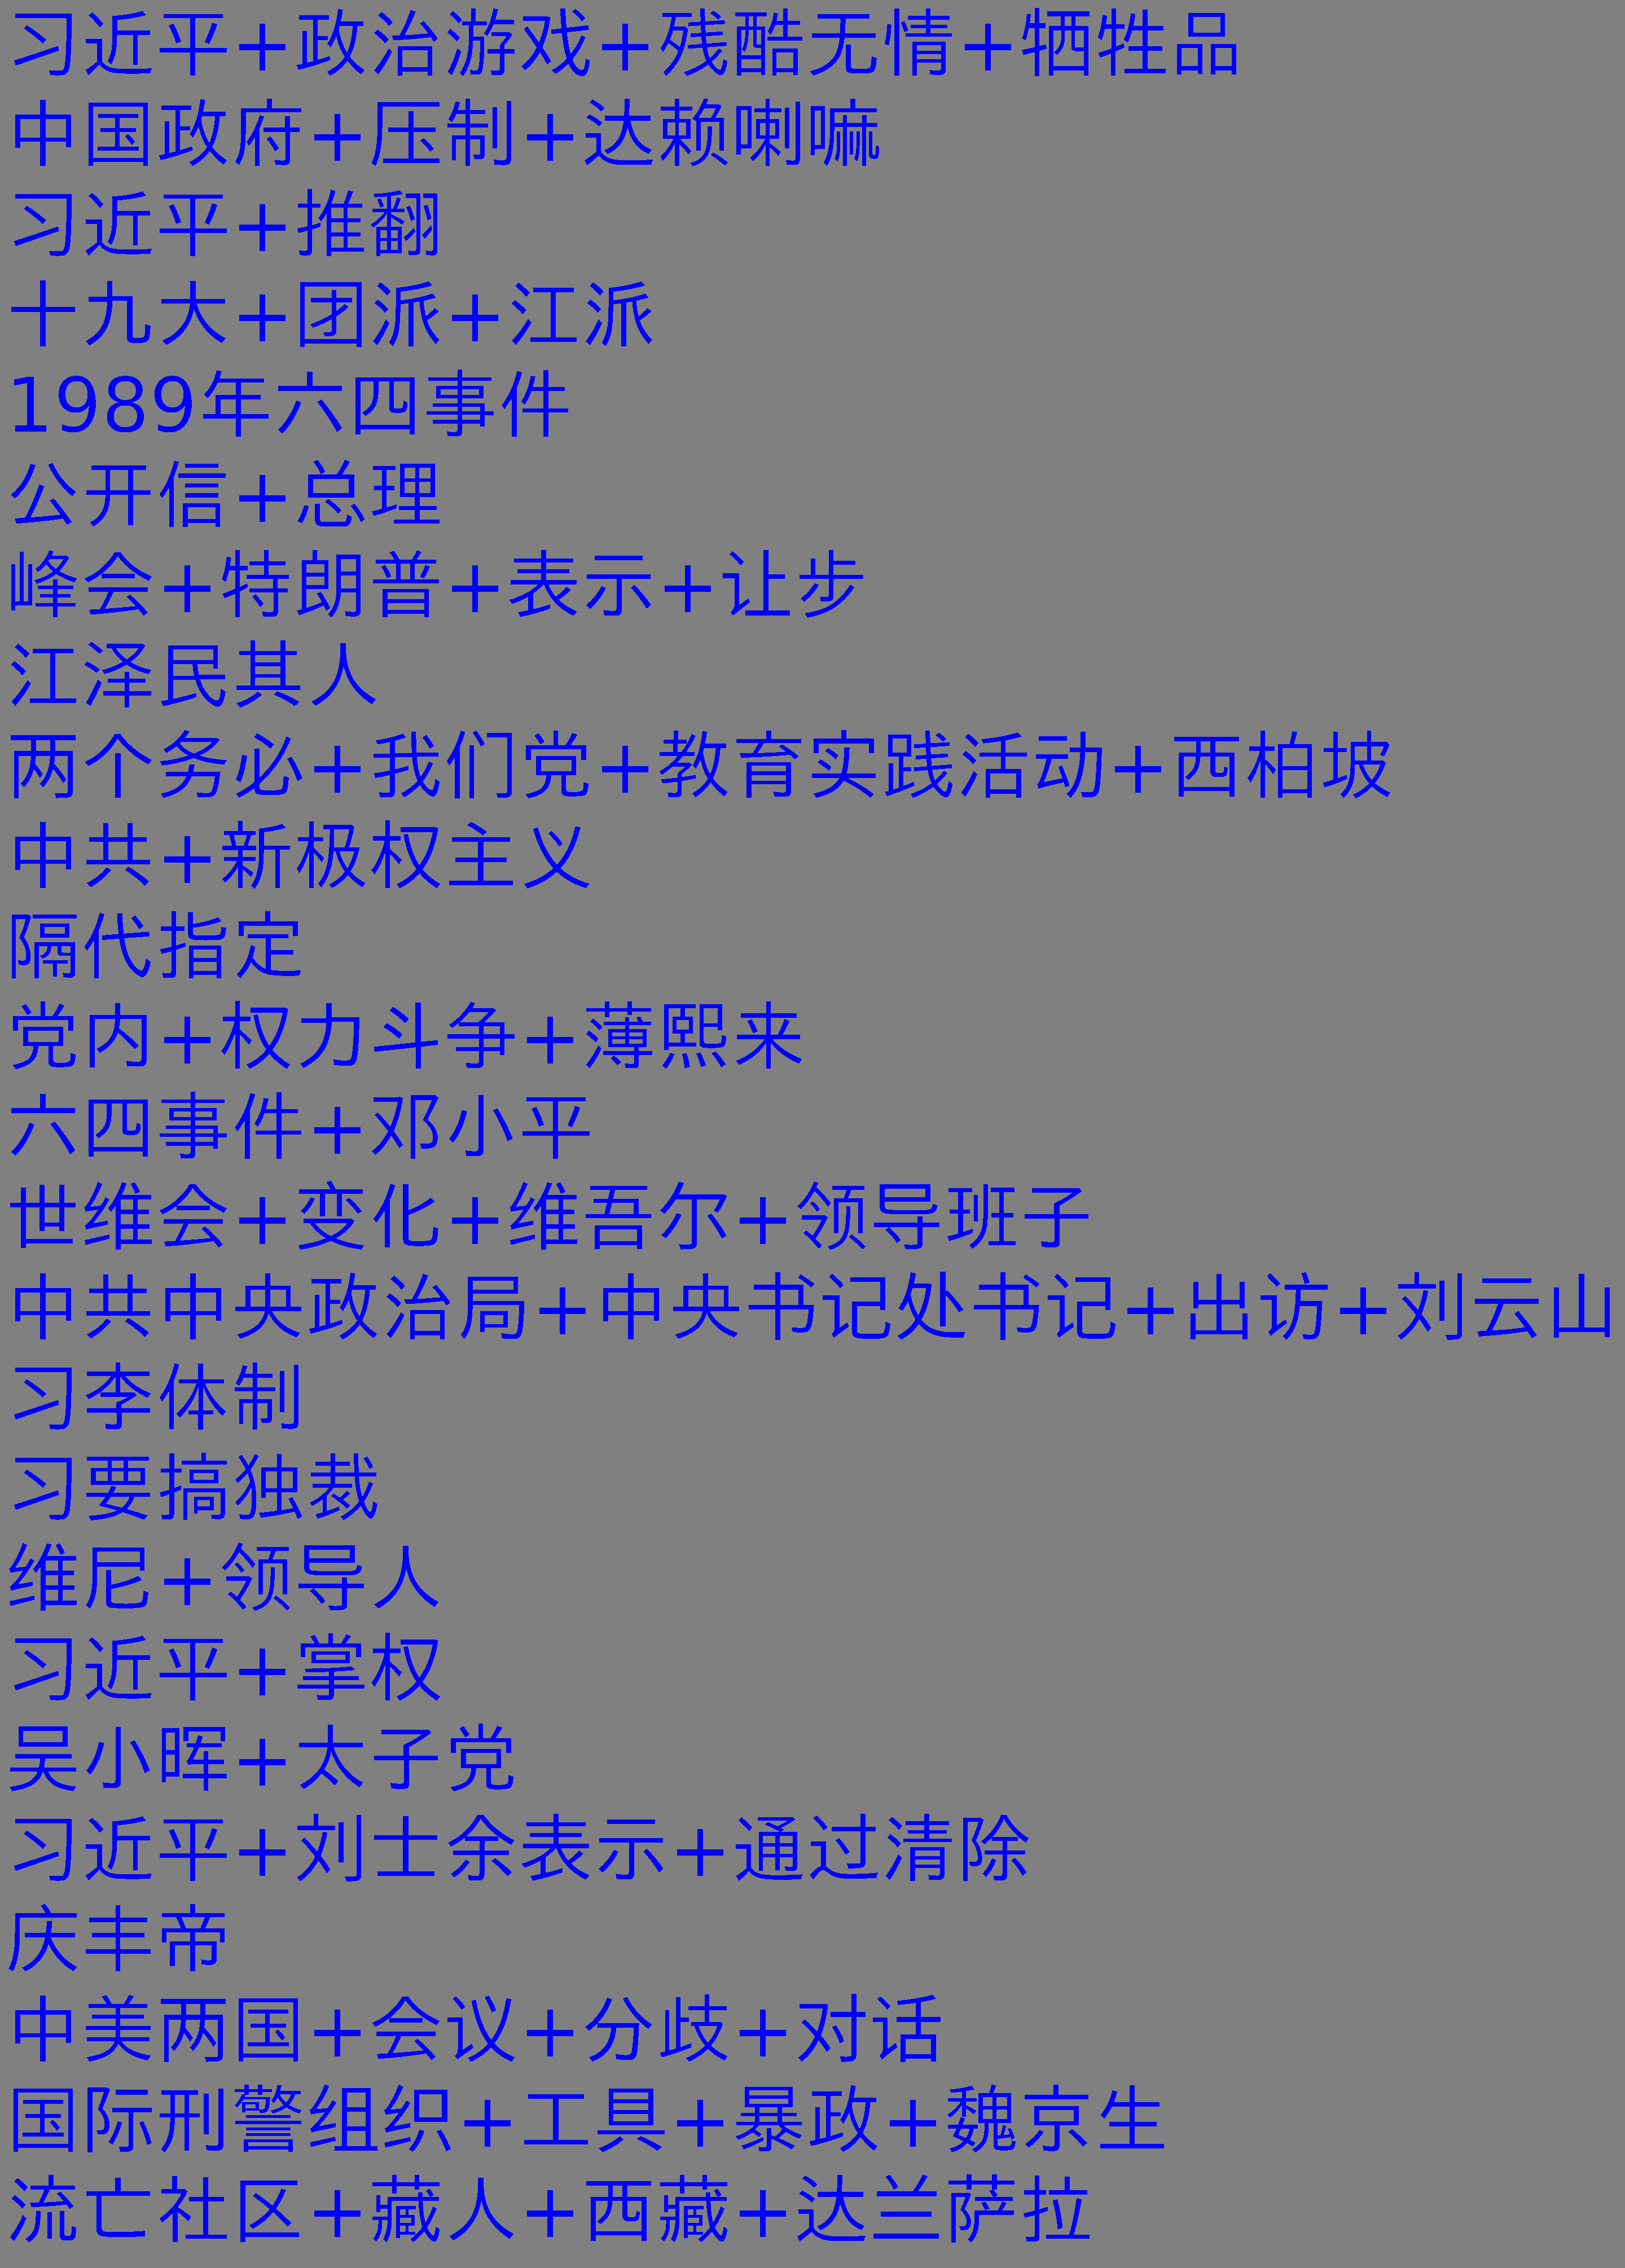 习近平+政治游戏+残酷无情+牺牲品
中国政府+压制+达赖喇嘛
习近平+推翻
十九大+团派+江派
1989年六四事件
公开信+总理
峰会+特朗普+表示+让步
江泽民其人
两个务必+我们党+教育实践活动+西柏坡
中共+新极权主义
隔代指定
党内+权力斗争+薄熙来
六四事件+邓小平
世维会+变化+维吾尔+领导班子
中共中央政治局+中央书记处书记+出访+刘云山
习李体制
习要搞独裁
维尼+领导人
习近平+掌权
吴小晖+太子党
习近平+刘士余表示+通过清除
庆丰帝
中美两国+会议+分歧+对话
国际刑警组织+工具+暴政+魏京生
流亡社区+藏人+西藏+达兰萨拉